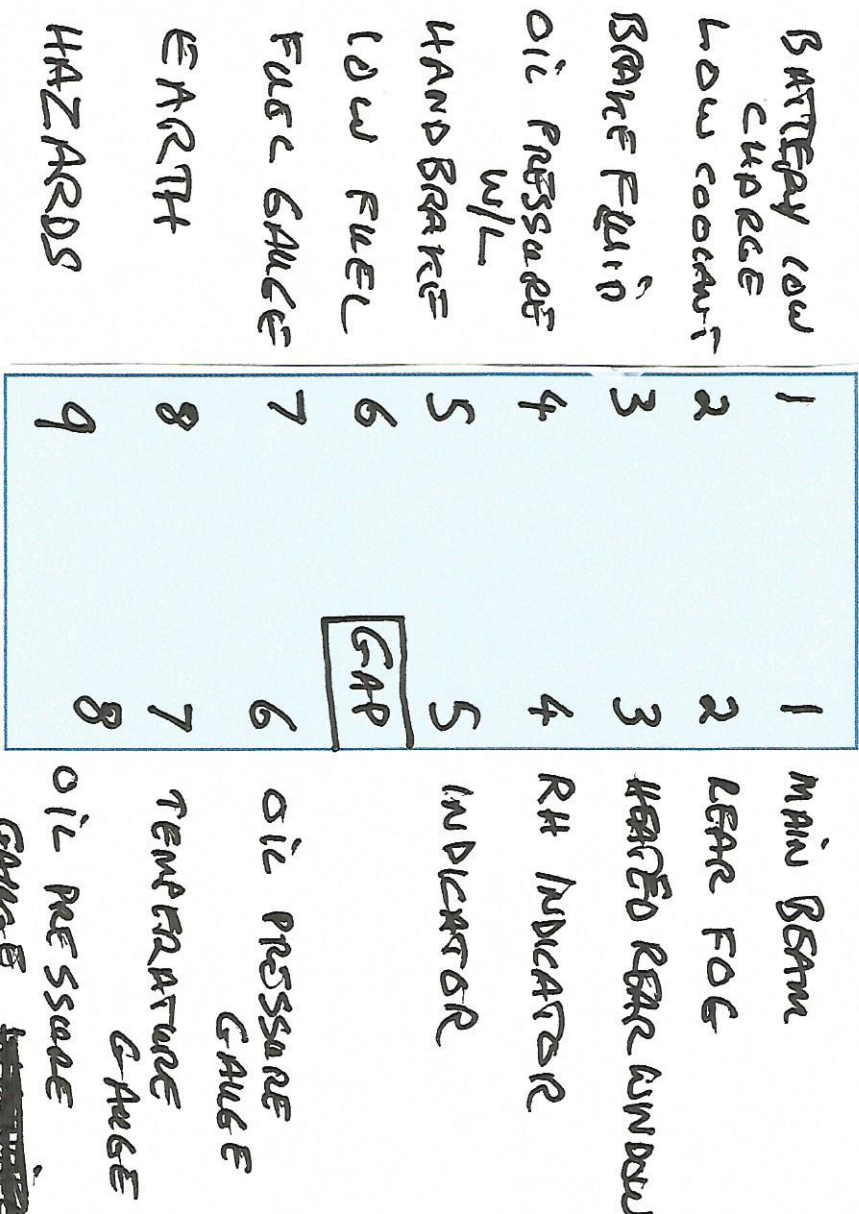 BATTERY LOW
CHARGE
LOW COOLANT
BRAKE FLUID
OIL PRESSURE
W/L
HANDBRAKE
LOW FUEL
FUEL GAUGE
EARTH
HAZARDS
1
2
3
4
5
6
7
8
9
1
2
3
4
5
GAP
6
7
8
MAIN BEAM
REAR FOG
HEATED REAR WINDOW
RH INDICATOR
INDICATOR
OIL PRESSURE
GAUGE
TEMPERATURE
GAUGE
OIL PRESSURE
GAUGE